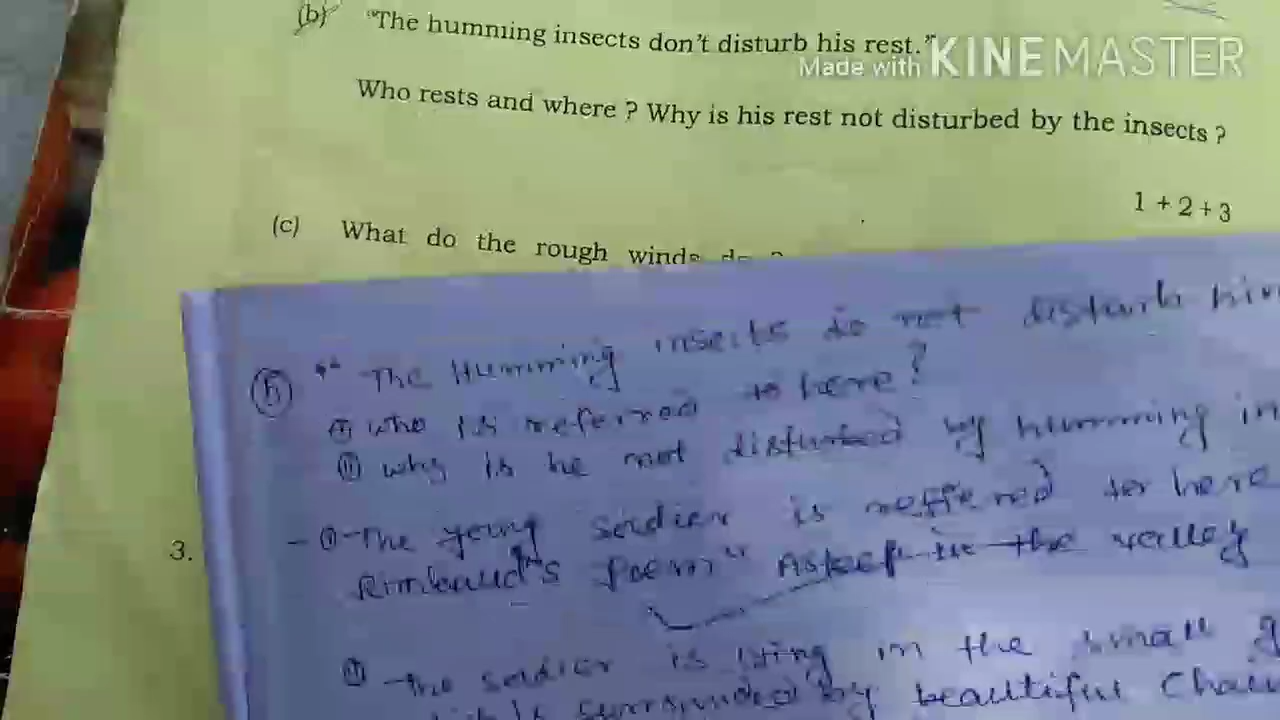 (b) "The humming insects don't disturb his rest."
Made with KINEMASTER
Who rests and where ? Why is his rest not disturbed by the insects ?
1 + 2 + 3
(c) What do the rough winds do ?
(h) "The Humming insects do not disturb him
(i) who is referred to here?
(ii) why is he not disturbed by humming in
3.
- (i) - The young soldier is reffered to here
Rimbaud's Poem "Asleep in the valley
(ii) - The soldier is lying in the small g
surrounded by beautiful